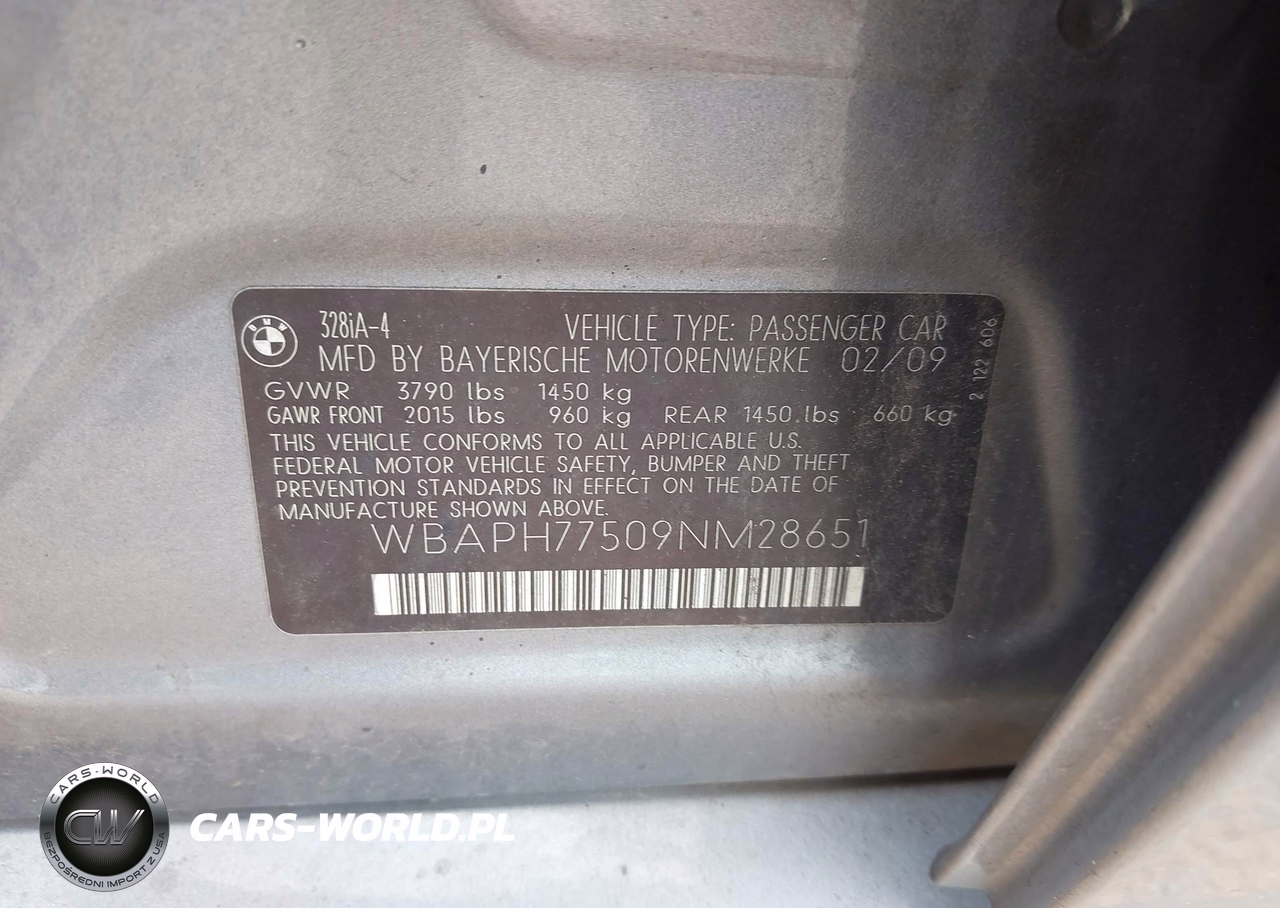 328iA-4 VEHICLE TYPE: PASSENGER CAR
MFD BY BAYERISCHE MOTORENWERKE 02/09
GVWR 3790 lbs 1450 kg
GAWR FRONT 2015 lbs 960 kg REAR 1450 lbs 660 kg
THIS VEHICLE CONFORMS TO ALL APPLICABLE U.S.
FEDERAL MOTOR VEHICLE SAFETY, BUMPER AND THEFT
PREVENTION STANDARDS IN EFFECT ON THE DATE OF
MANUFACTURE SHOWN ABOVE.
WBAPH77509NM28651
2 122 606
BMW
CARS-WORLD
CW
BEZPOŚREDNI IMPORT Z USA
CARS-WORLD.PL